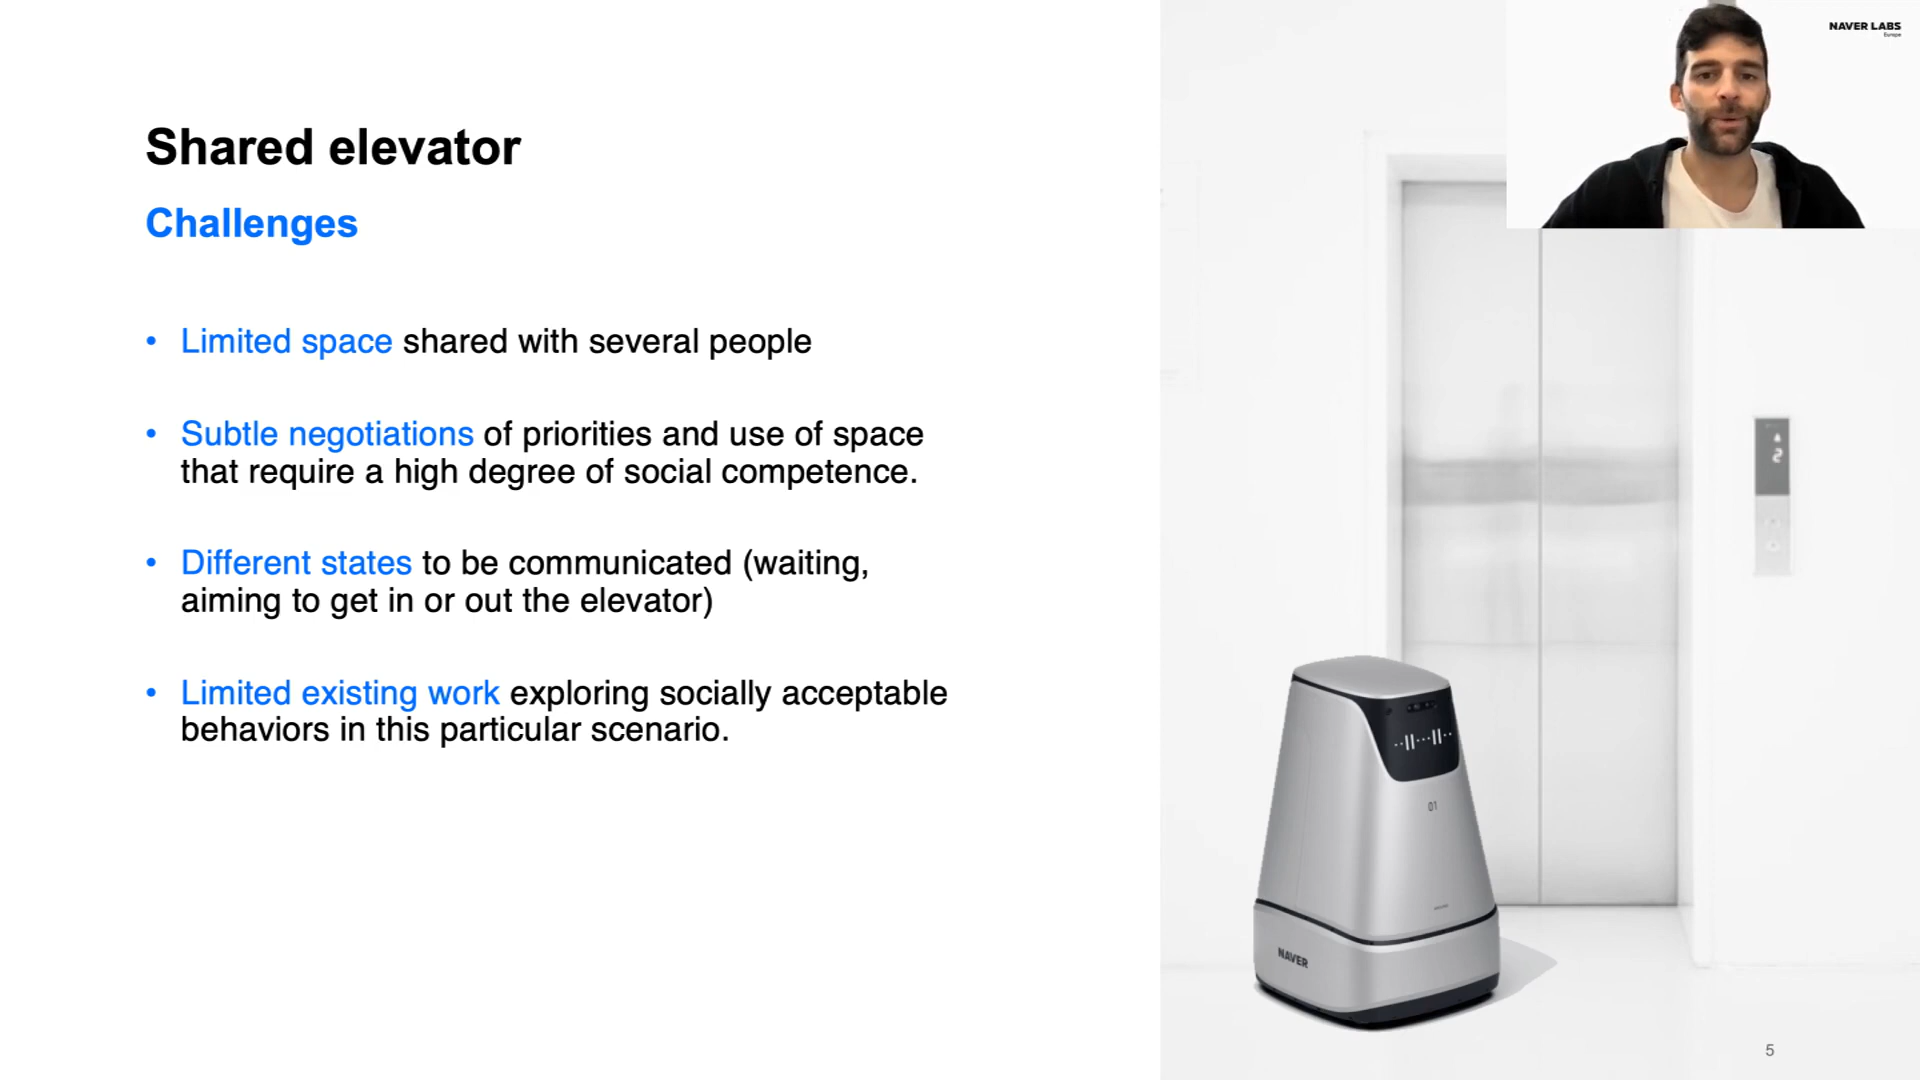 NAVER LABS
Europe
Shared elevator
Challenges
• Limited space shared with several people
• Subtle negotiations of priorities and use of space
that require a high degree of social competence.
• Different states to be communicated (waiting,
aiming to get in or out the elevator)
• Limited existing work exploring socially acceptable
behaviors in this particular scenario.
2
01
NAVER
5